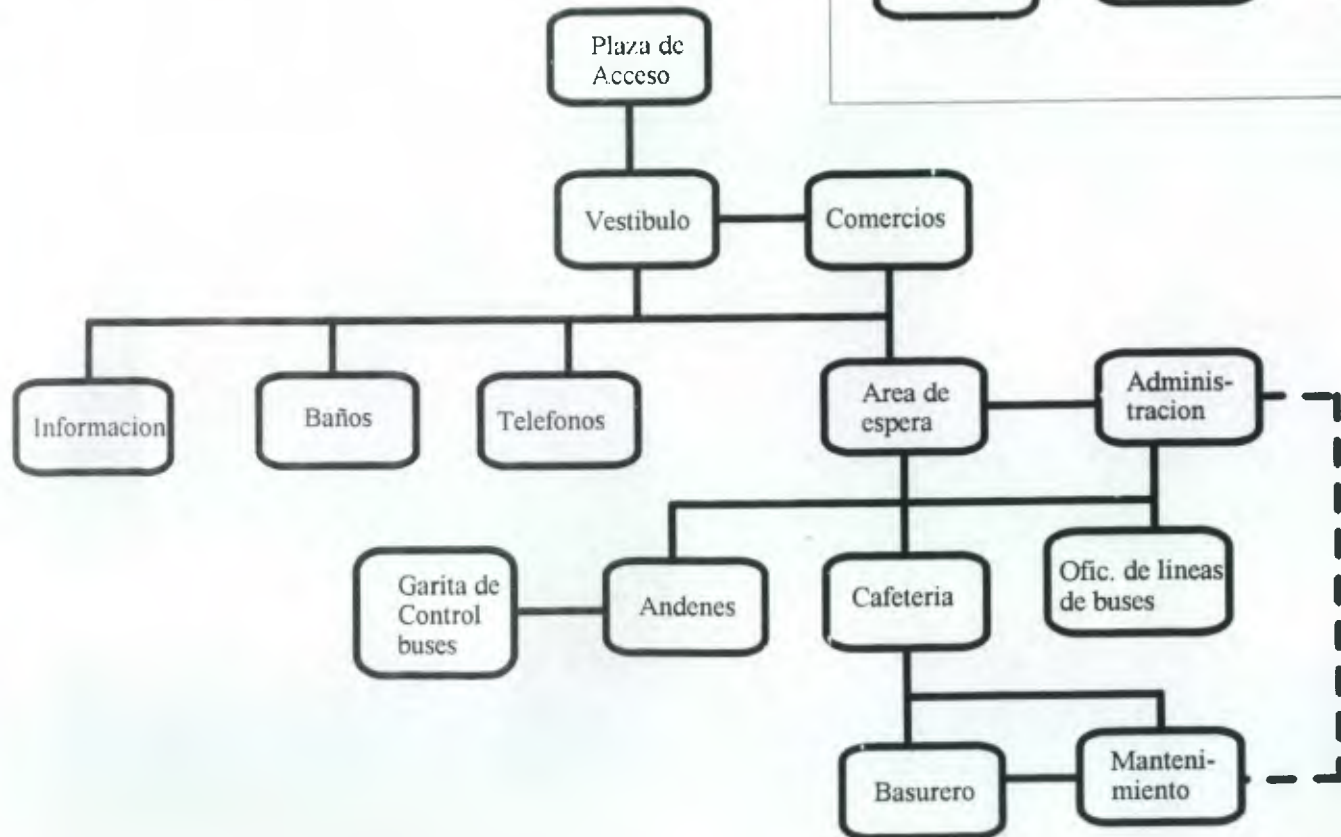 Plaza de
Acceso
Vestibulo
Comercios
Informacion
Baños
Telefonos
Area de
espera
Adminis-
tracion
Garita de
Control
buses
Andenes
Cafeteria
Ofic. de lineas
de buses
Basurero
Manteni-
miento